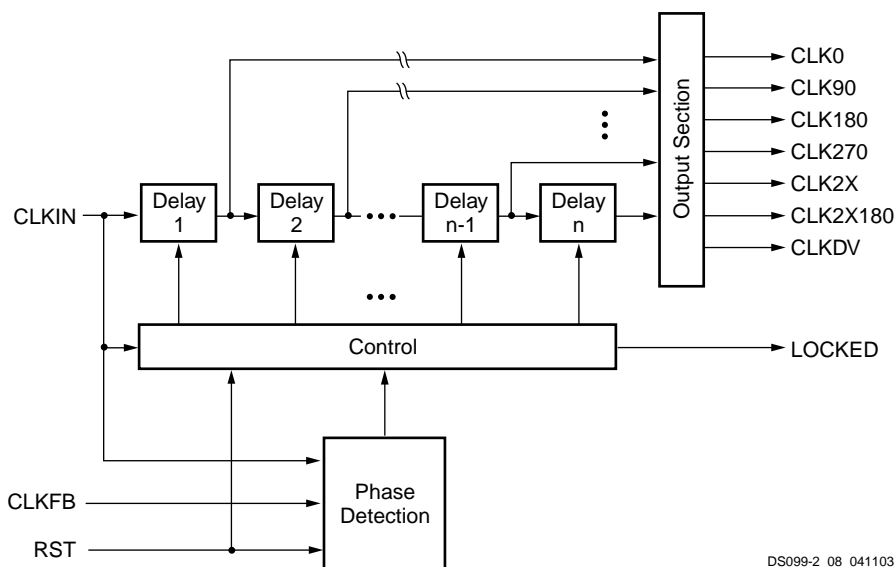 CLK0
CLK90
CLK180
CLK270
CLK2X
CLK2X180
CLKDV
Output Section
CLKIN
Delay
1
Delay
2
Delay
n-1
Delay
n
Control
LOCKED
Phase
Detection
CLKFB
RST
DS099-2_08_041103